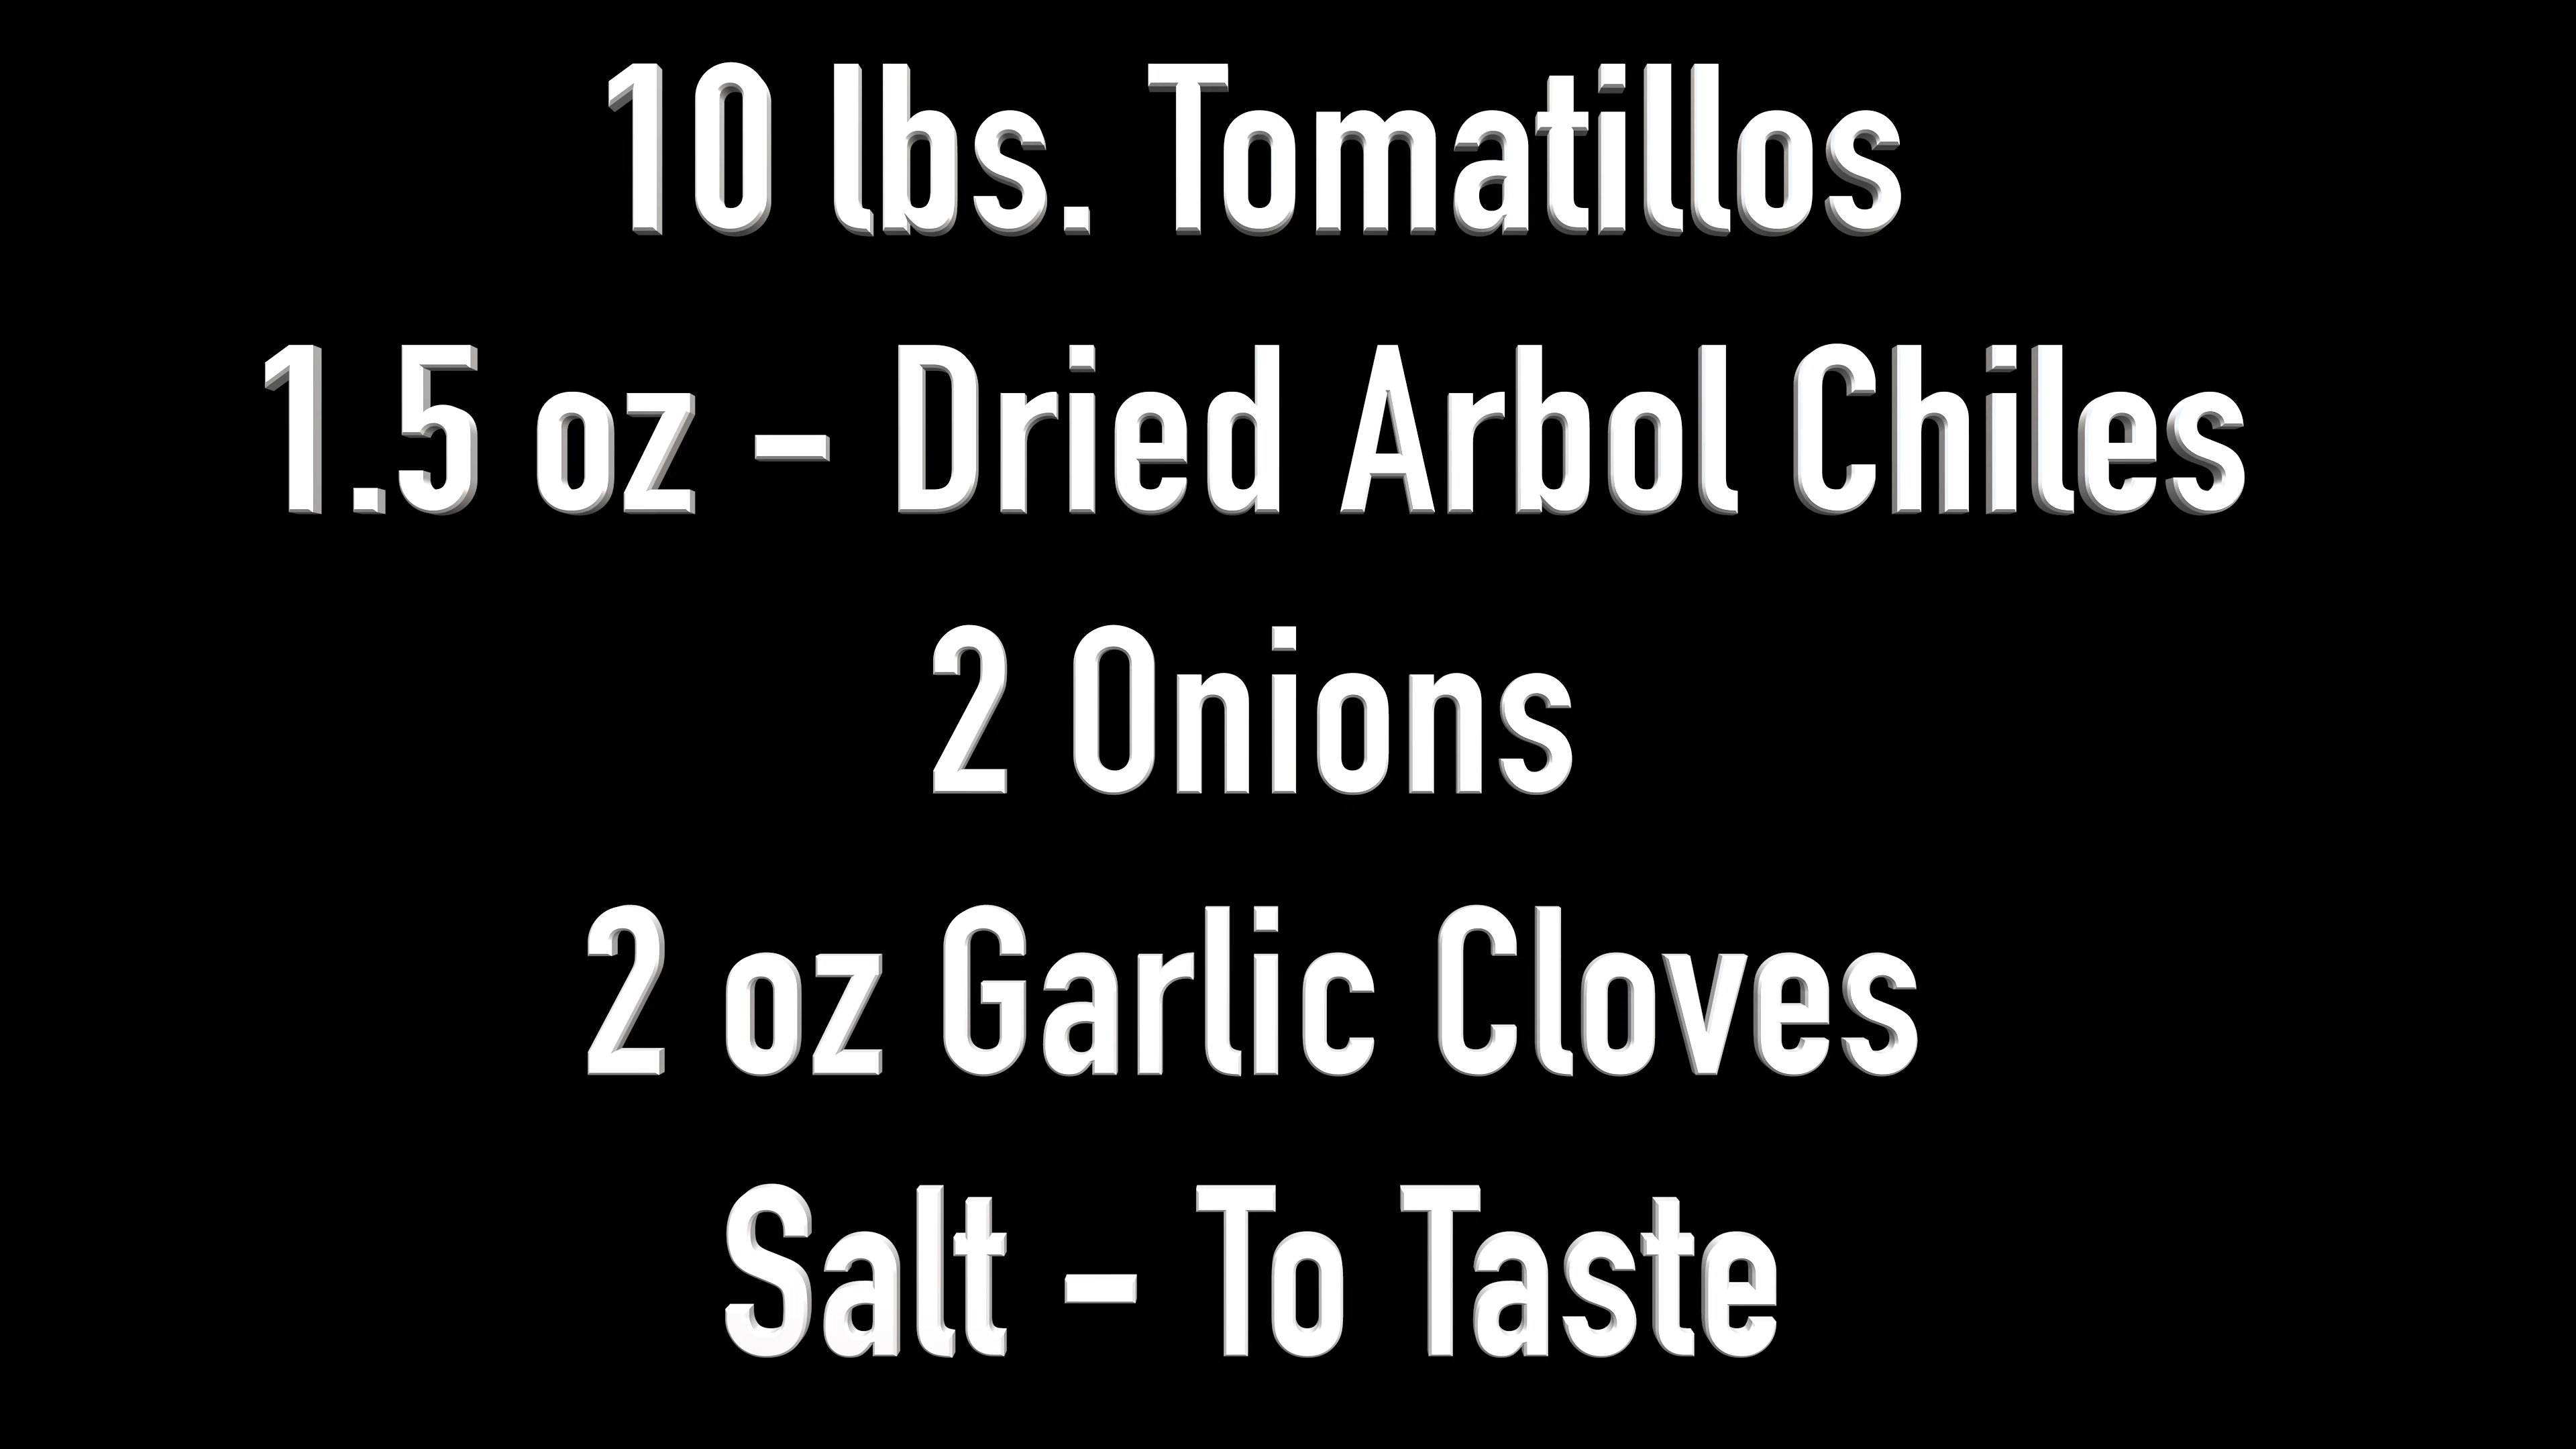 10 lbs. Tomatillos
1.5 oz - Dried Arbol Chiles
2 Onions
2 oz Garlic Cloves
Salt - To Taste